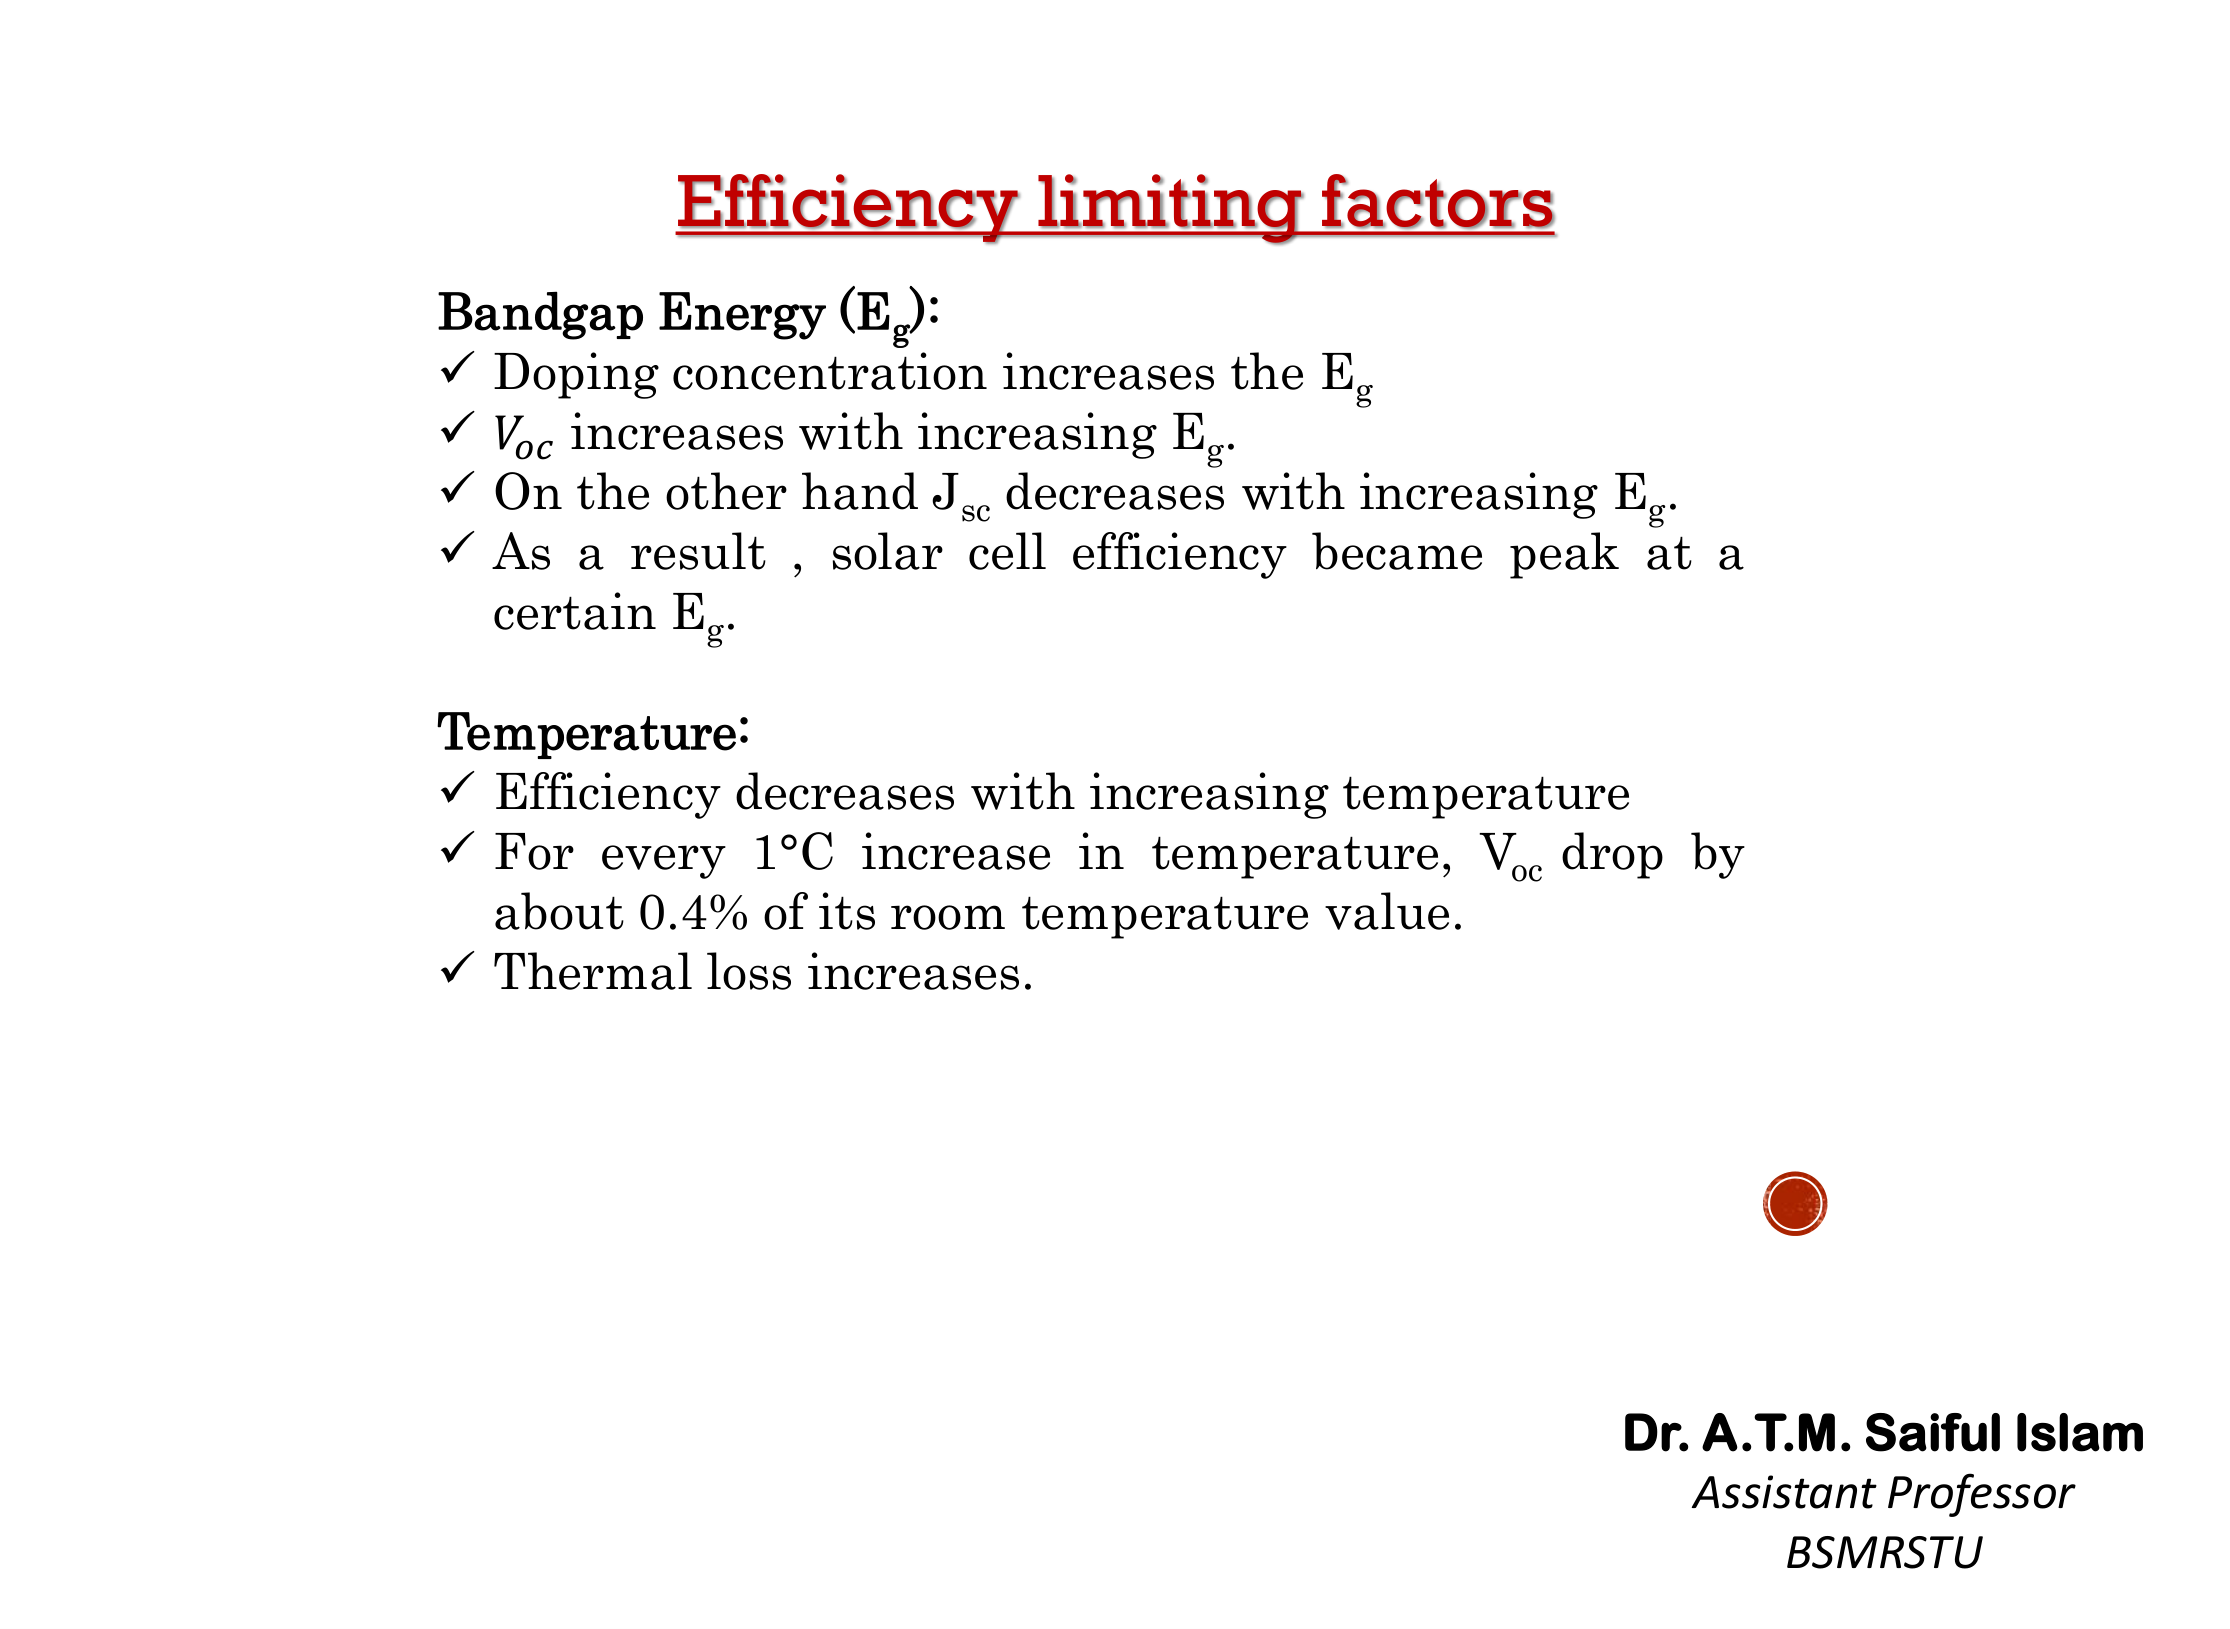 Efficiency limiting factors
Bandgap Energy (Eg):
✓ Doping concentration increases the Eg
✓ Voc increases with increasing Eg.
✓ On the other hand Jsc decreases with increasing Eg.
✓ As a result , solar cell efficiency became peak at a
certain Eg.
Temperature:
✓ Efficiency decreases with increasing temperature
✓ For every 1°C increase in temperature, Voc drop by
about 0.4% of its room temperature value.
✓ Thermal loss increases.
Dr. A.T.M. Saiful Islam
Assistant Professor
BSMRSTU